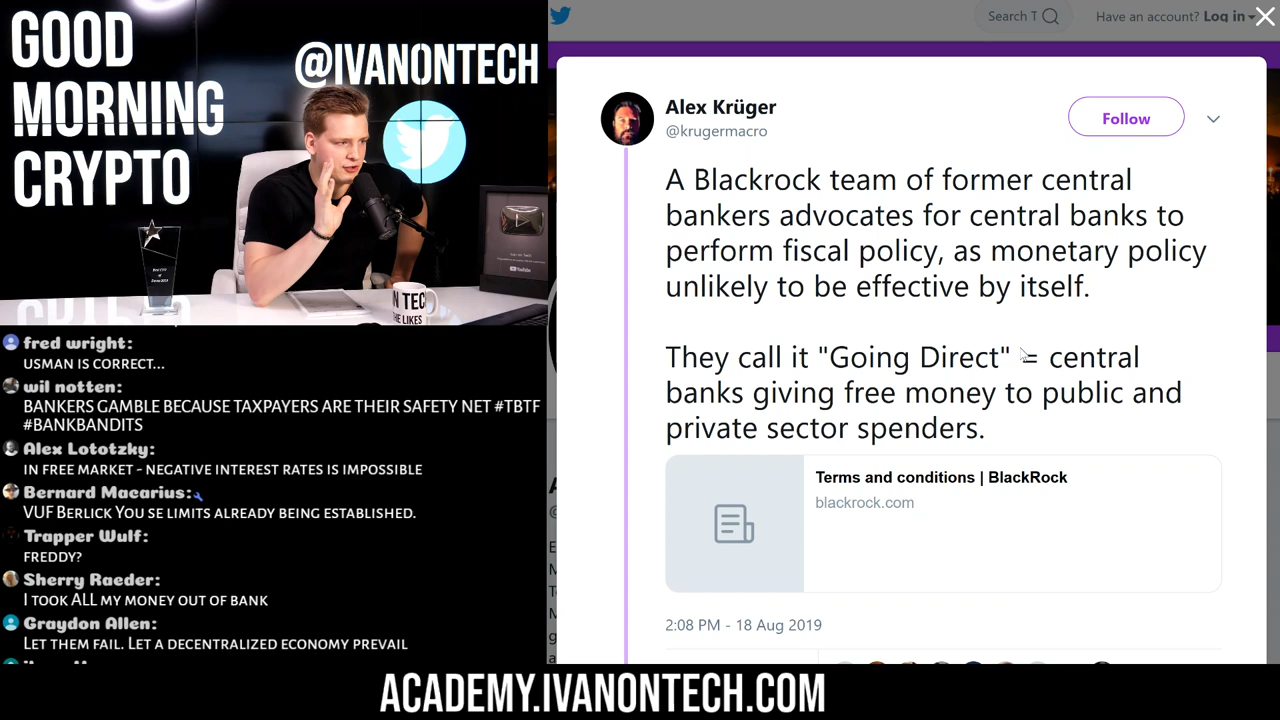 GOOD
MORNING
CRYPTO
@IVANONTECH
N TEC
HE LIKES
YouTube
fred wright:
USMAN IS CORRECT...
wil notten:
BANKERS GAMBLE BECAUSE TAXPAYERS ARE THEIR SAFETY NET #TBTF
#BANKBANDITS
Alex Lototzky:
IN FREE MARKET - NEGATIVE INTEREST RATES IS IMPOSSIBLE
Bernard Macarius:
VUF BERLICK YOU SE LIMITS ALREADY BEING ESTABLISHED.
Trapper Wulf:
FREDDY?
Sherry Raeder:
I TOOK ALL MY MONEY OUT OF BANK
Graydon Allen:
LET THEM FAIL. LET A DECENTRALIZED ECONOMY PREVAIL
Search T
Have an account? Log in
Alex Krüger
@krugermacro
Follow
A Blackrock team of former central
bankers advocates for central banks to
perform fiscal policy, as monetary policy
unlikely to be effective by itself.
They call it "Going Direct" = central
banks giving free money to public and
private sector spenders.
Terms and conditions | BlackRock
blackrock.com
2:08 PM - 18 Aug 2019
ACADEMY.IVANONTECH.COM